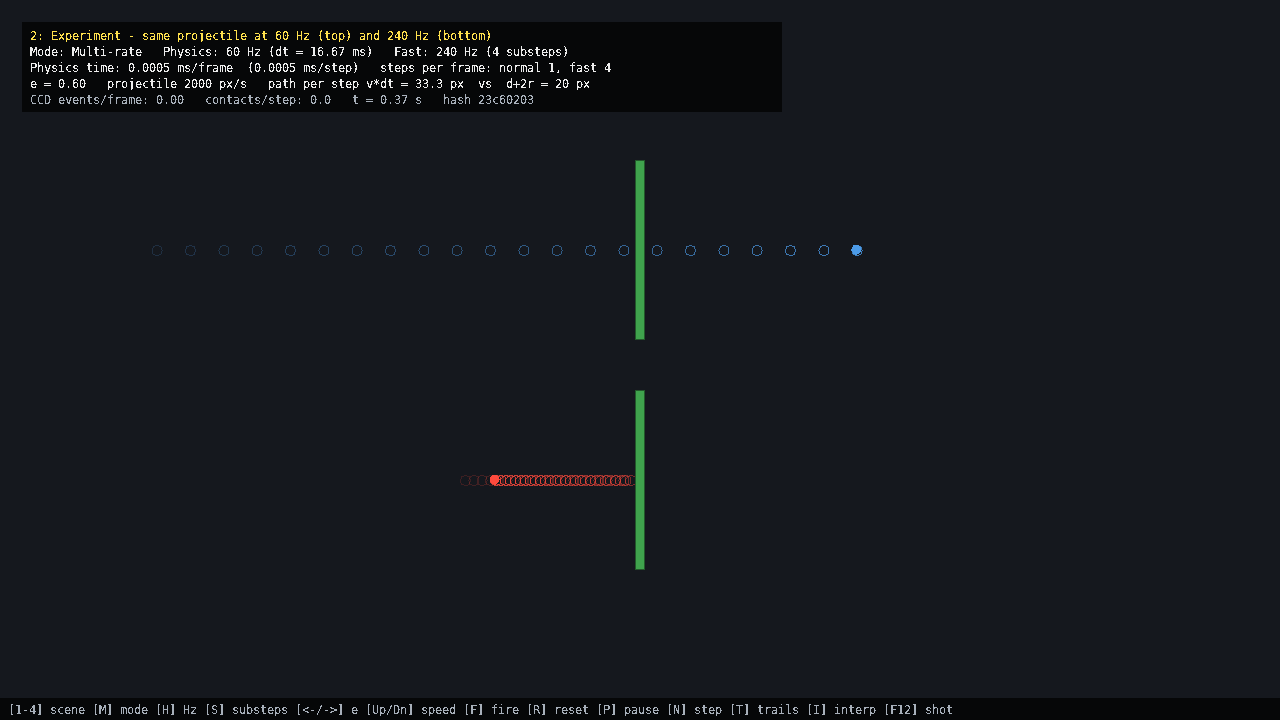 2: Experiment - same projectile at 60 Hz (top) and 240 Hz (bottom)
Mode: Multi-rate   Physics: 60 Hz (dt = 16.67 ms)   Fast: 240 Hz (4 substeps)
Physics time: 0.0005 ms/frame  (0.0005 ms/step)   steps per frame: normal 1, fast 4
e = 0.60   projectile 2000 px/s   path per step v*dt = 33.3 px  vs  d+2r = 20 px
CCD events/frame: 0.00   contacts/step: 0.0   t = 0.37 s   hash 23c60203
[1-4] scene [M] mode [H] Hz [S] substeps [<-/->] e [Up/Dn] speed [F] fire [R] reset [P] pause [N] step [T] trails [I] interp [F12] shot